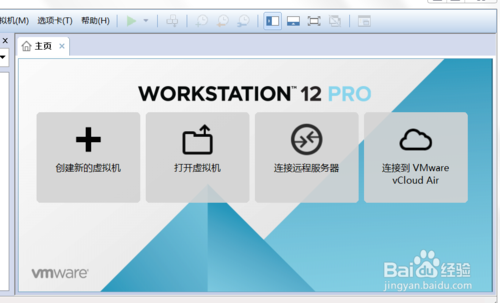 拟机(M) 选项卡(T) 帮助(H)
主页
WORKSTATION™ 12 PRO
创建新的虚拟机
打开虚拟机
连接远程服务器
连接到 VMware
vCloud Air
vmware
Baidu经验
jingyan.baidu.com